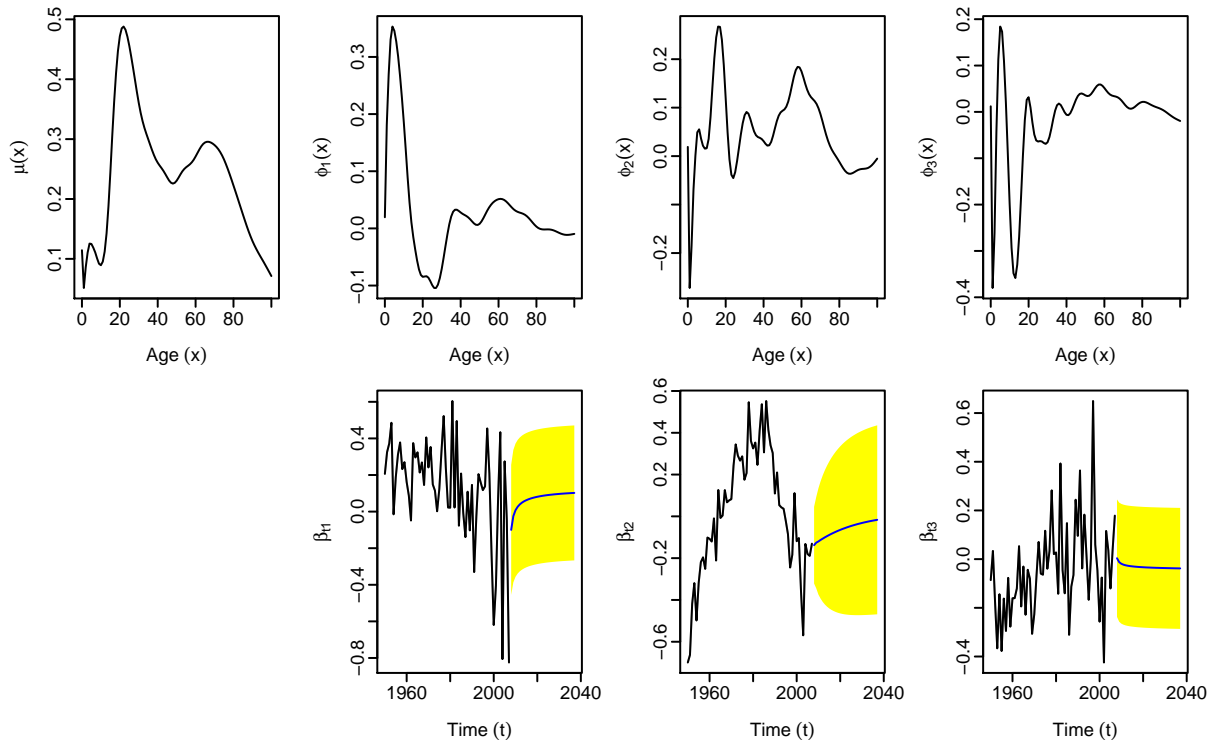 μ(x)
0.1 0.2 0.3 0.4 0.5
0 20 40 60 80
Age (x)
ϕ1(x)
−0.1 0.0 0.1 0.2 0.3
0 20 40 60 80
Age (x)
ϕ2(x)
−0.2 0.0 0.1 0.2
0 20 40 60 80
Age (x)
ϕ3(x)
−0.4 −0.2 0.0 0.1 0.2
0 20 40 60 80
Age (x)
βt1
−0.8 −0.4 0.0 0.4
1960 2000 2040
Time (t)
βt2
−0.6 −0.2 0.2 0.6
1960 2000 2040
Time (t)
βt3
−0.4 0.0 0.2 0.4 0.6
1960 2000 2040
Time (t)